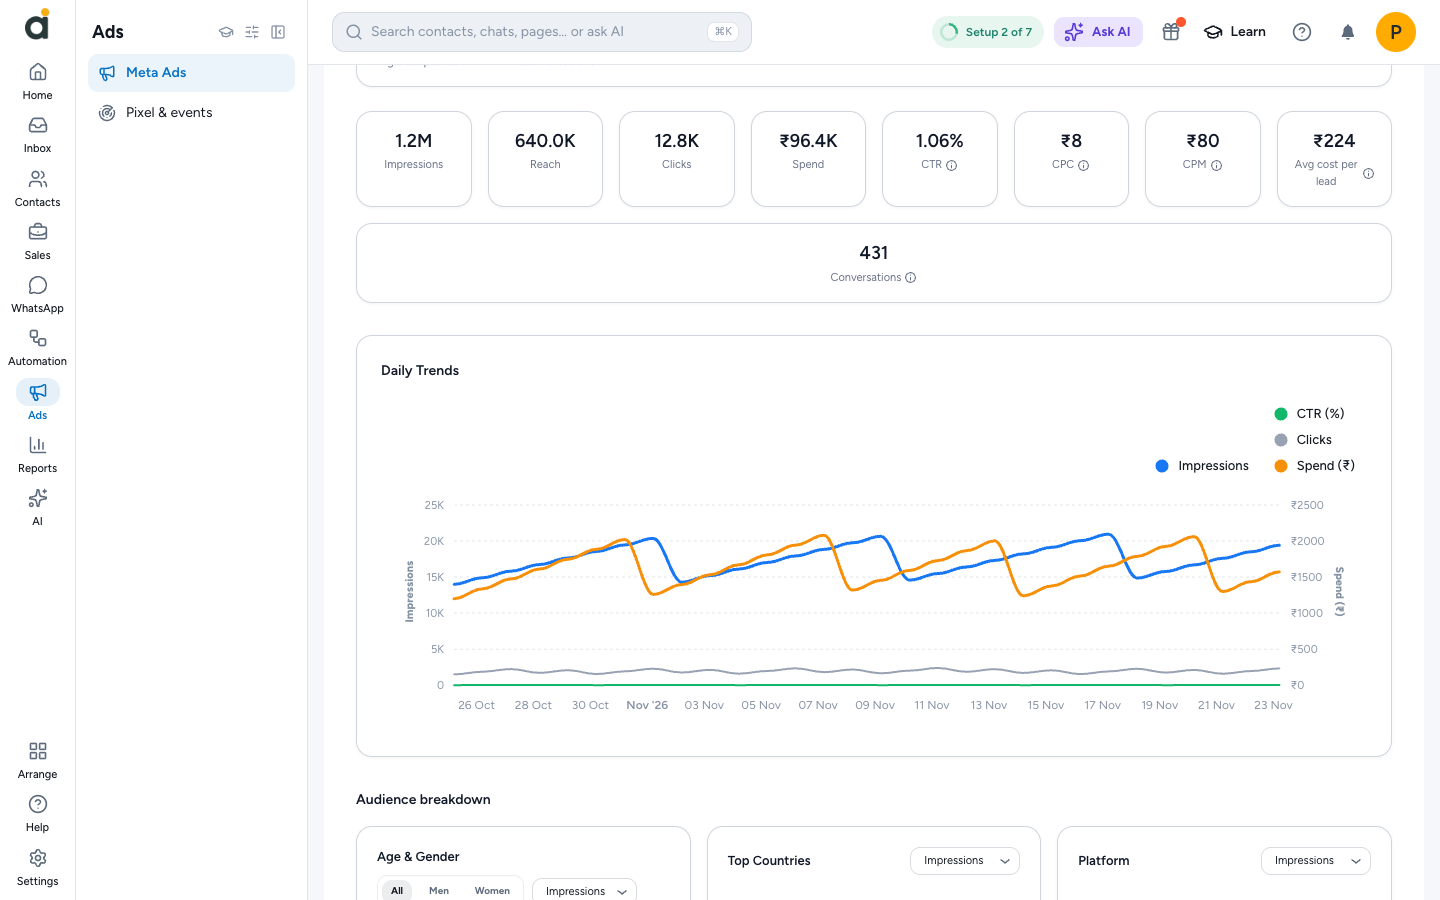 Ads
Search contacts, chats, pages... or ask AI
⌘K
Setup 2 of 7
Ask AI
Learn
P
Home
Inbox
Contacts
Sales
WhatsApp
Automation
Ads
Reports
AI
Arrange
Help
Settings
Meta Ads
Pixel & events
1.2M
Impressions
640.0K
Reach
12.8K
Clicks
₹96.4K
Spend
1.06%
CTR
₹8
CPC
₹80
CPM
₹224
Avg cost per
lead
431
Conversations
Daily Trends
CTR (%)
Clicks
Impressions
Spend (₹)
25K
20K
15K
10K
5K
0
Impressions
₹2500
₹2000
₹1500
₹1000
₹500
₹0
Spend (₹)
26 Oct
28 Oct
30 Oct
Nov '26
03 Nov
05 Nov
07 Nov
09 Nov
11 Nov
13 Nov
15 Nov
17 Nov
19 Nov
21 Nov
23 Nov
Audience breakdown
Age & Gender
All
Men
Women
Impressions
Top Countries
Impressions
Platform
Impressions